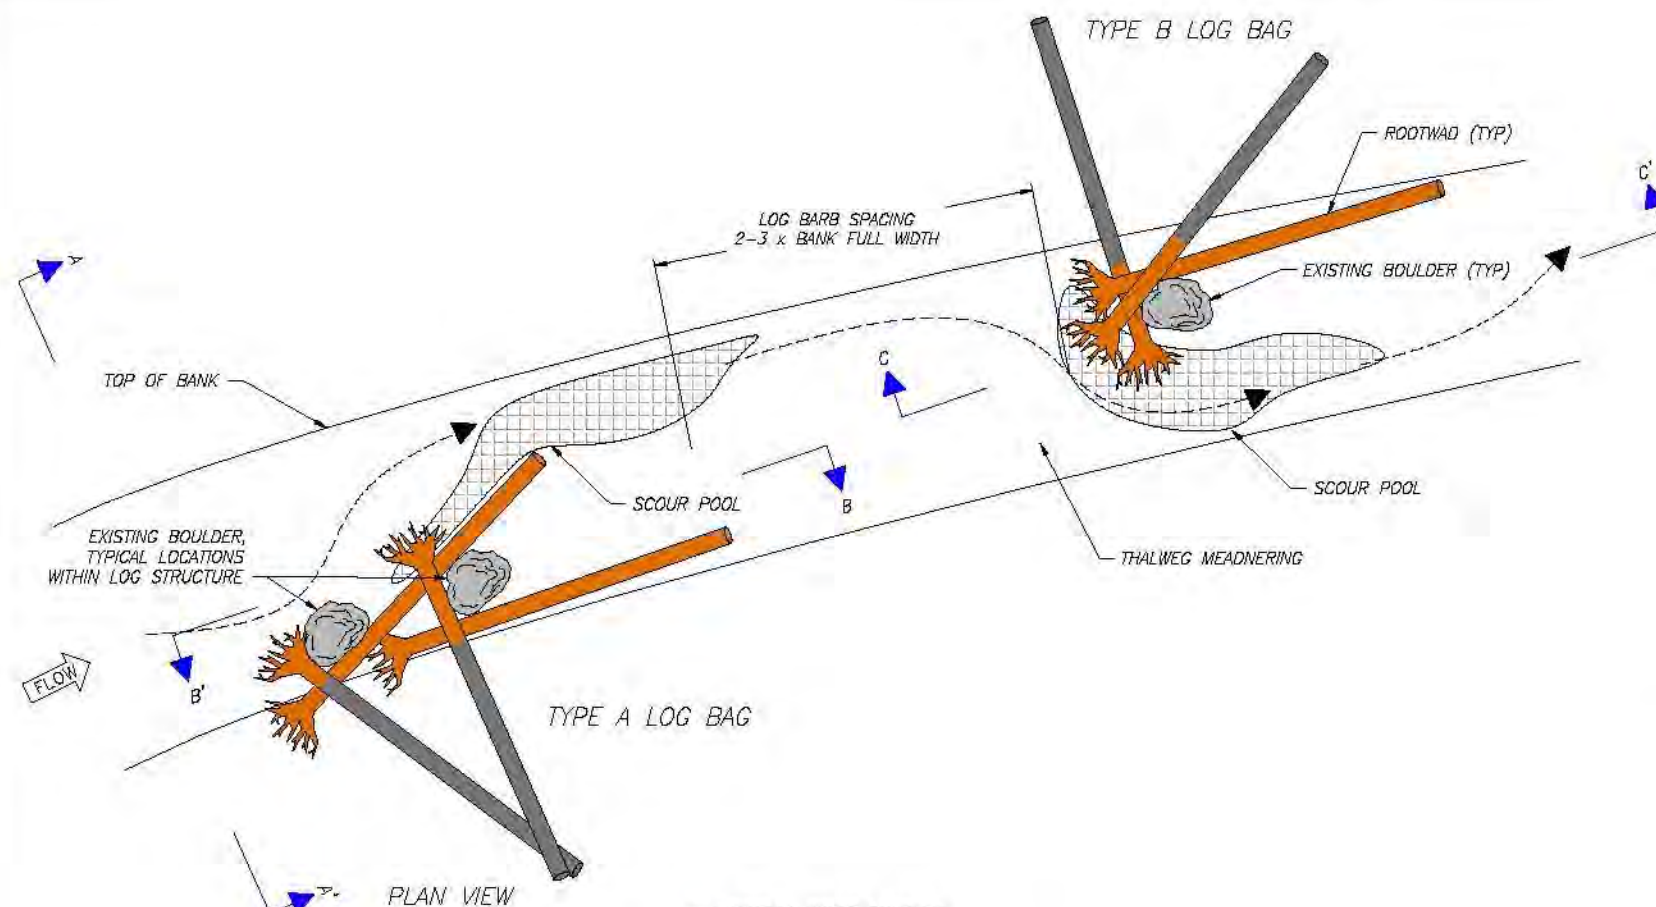 TYPE B LOG BAG
ROOTWAD (TYP)
C'
LOG BARB SPACING
2-3 x BANK FULL WIDTH
A
EXISTING BOULDER (TYP)
TOP OF BANK
C
SCOUR POOL
B
SCOUR POOL
EXISTING BOULDER,
TYPICAL LOCATIONS
WITHIN LOG STRUCTURE
THALWEG MEADNERING
FLOW
B'
TYPE A LOG BAG
A'
PLAN VIEW